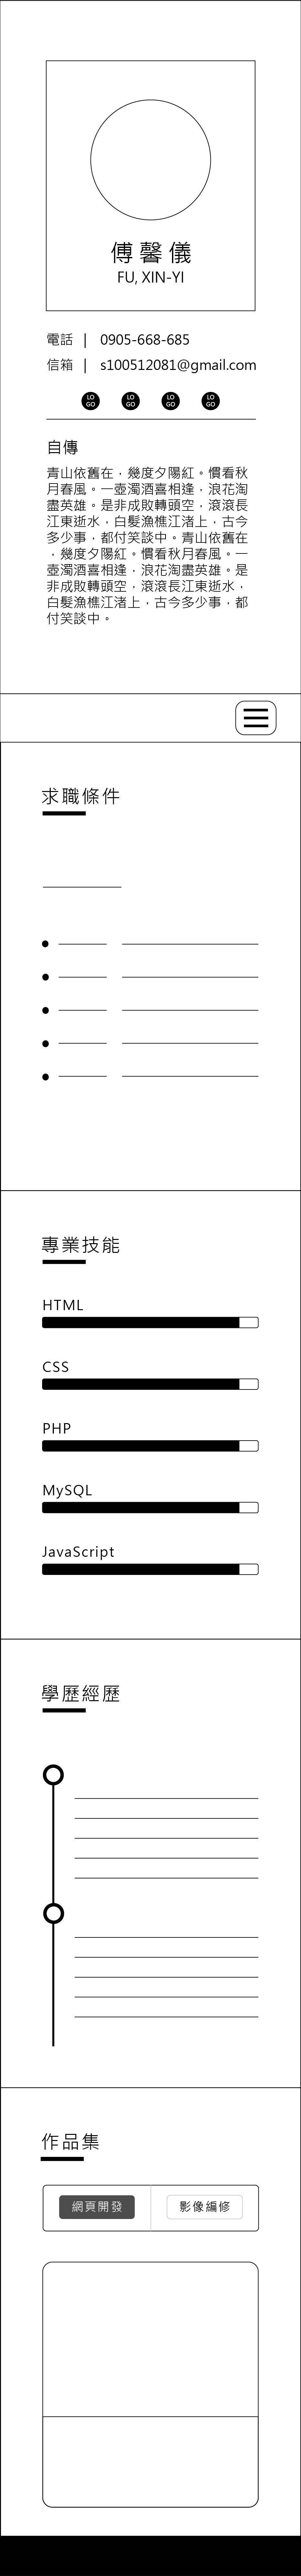 傅馨儀
FU, XIN-YI
電話 | 0905-668-685
信箱 | s100512081@gmail.com
LO GO
LO GO
LO GO
LO GO
自傳
青山依舊在，幾度夕陽紅。慣看秋
月春風。一壺濁酒喜相逢，浪花淘
盡英雄。是非成敗轉頭空，滾滾長
江東逝水，白髮漁樵江渚上，古今
多少事，都付笑談中。青山依舊在
，幾度夕陽紅。慣看秋月春風。一
壺濁酒喜相逢，浪花淘盡英雄。是
非成敗轉頭空，滾滾長江東逝水，
白髮漁樵江渚上，古今多少事，都
付笑談中。
求職條件
專業技能
HTML
CSS
PHP
MySQL
JavaScript
學歷經歷
作品集
網頁開發 影像編修